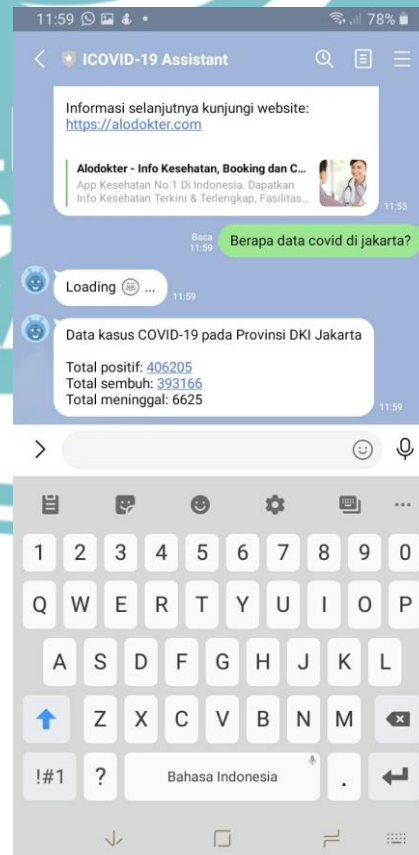 11:59
78%
ICOVID-19 Assistant
Informasi selanjutnya kunjungi website:
https://alodokter.com
Alodokter - Info Kesehatan, Booking dan C...
App Kesehatan No.1 Di Indonesia. Dapatkan
Info Kesehatan Terkini & Terlengkap, Fasilitas...
11:55
Baca
11:59
Berapa data covid di jakarta?
Loading ...
11:59
Data kasus COVID-19 pada Provinsi DKI Jakarta
Total positif: 406205
Total sembuh: 393166
Total meninggal: 6625
11:59
1 2 3 4 5 6 7 8 9 0
Q W E R T Y U I O P
A S D F G H J K L
Z X C V B N M
!#1 ? Bahasa Indonesia .